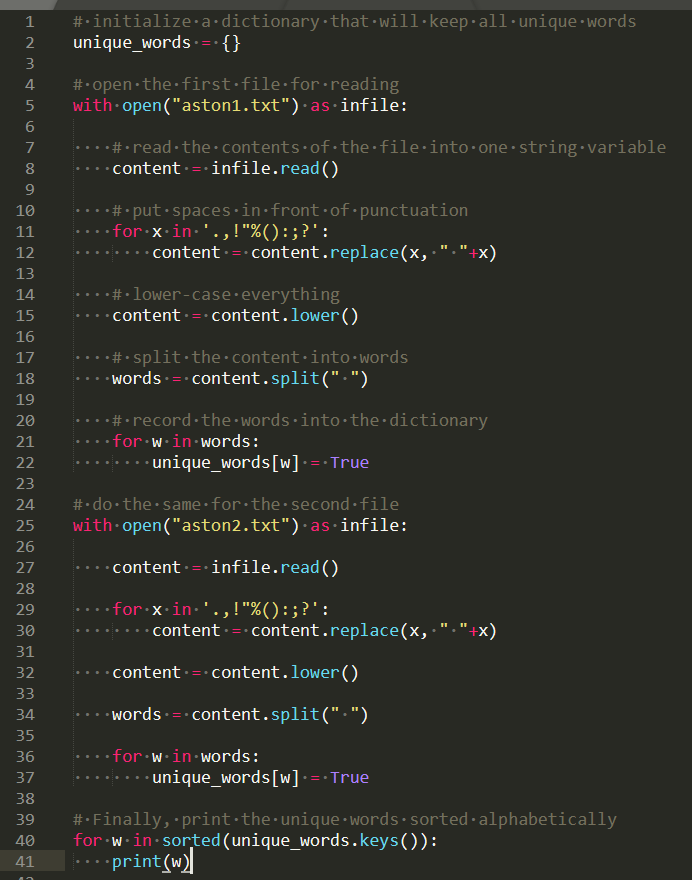 1 # initialize a dictionary that will keep all unique words
2 unique_words = {}
3
4 # open the first file for reading
5 with open("aston1.txt") as infile:
6
7     # read the contents of the file into one string variable
8     content = infile.read()
9
10     # put spaces in front of punctuation
11     for x in '.,!"%():;?':
12         content = content.replace(x, " "+x)
13
14     # lower-case everything
15     content = content.lower()
16
17     # split the content into words
18     words = content.split(" ")
19
20     # record the words into the dictionary
21     for w in words:
22         unique_words[w] = True
23
24 # do the same for the second file
25 with open("aston2.txt") as infile:
26
27     content = infile.read()
28
29     for x in '.,!"%():;?':
30         content = content.replace(x, " "+x)
31
32     content = content.lower()
33
34     words = content.split(" ")
35
36     for w in words:
37         unique_words[w] = True
38
39 # Finally, print the unique words sorted alphabetically
40 for w in sorted(unique_words.keys()):
41     print(w)